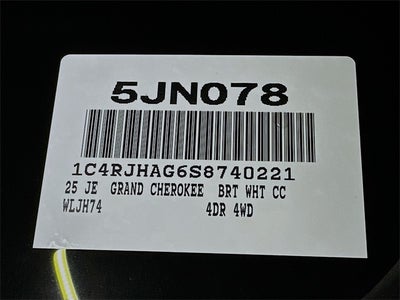 5JN078
1C4RJHAG6S8740221
25 JE GRAND CHEROKEE BRT WHT CC
WLJH74 4DR 4WD